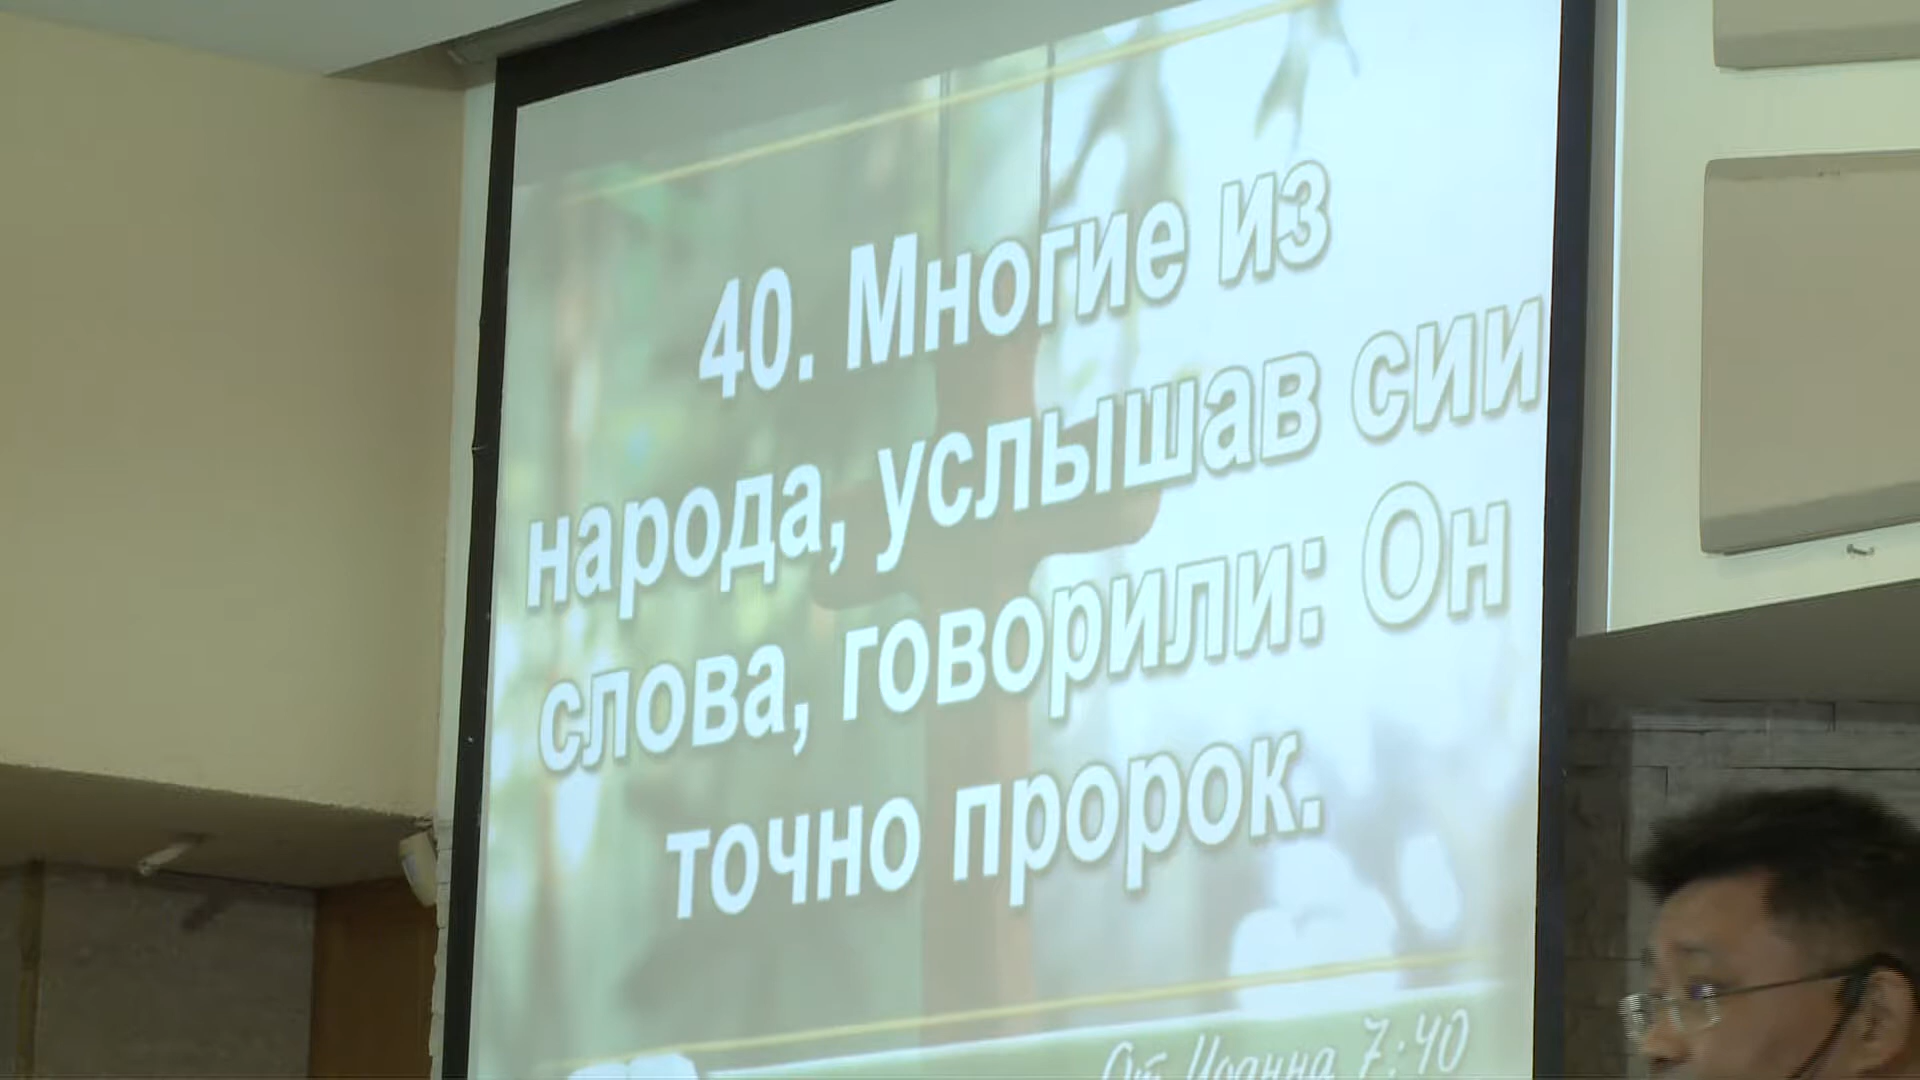 40. Многие из
народа, услышав сии
слова, говорили: Он
точно пророк.
От Иоанна 7:40